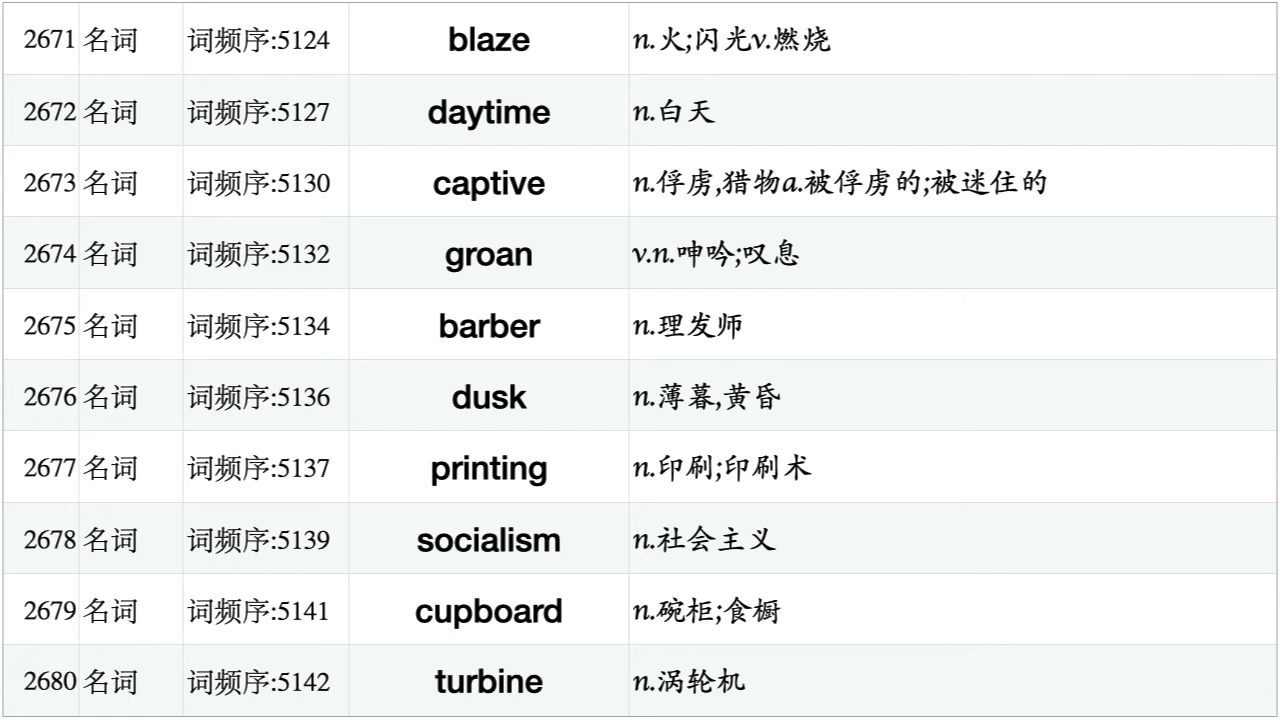 2671 名词 词频序:5124 blaze n.火;闪光v.燃烧
2672 名词 词频序:5127 daytime n.白天
2673 名词 词频序:5130 captive n.俘虏,猎物a.被俘虏的;被迷住的
2674 名词 词频序:5132 groan v.n.呻吟;叹息
2675 名词 词频序:5134 barber n.理发师
2676 名词 词频序:5136 dusk n.薄暮,黄昏
2677 名词 词频序:5137 printing n.印刷;印刷术
2678 名词 词频序:5139 socialism n.社会主义
2679 名词 词频序:5141 cupboard n.碗柜;食橱
2680 名词 词频序:5142 turbine n.涡轮机